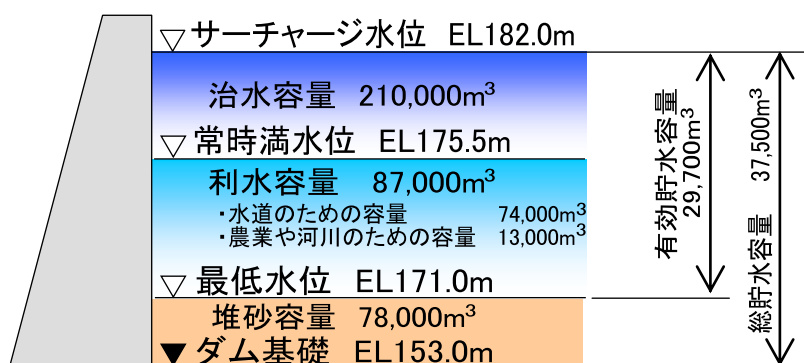 ▽ サーチャージ水位 EL182.0m
治水容量 210,000m³
▽ 常時満水位 EL175.5m
利水容量 87,000m³
・水道のための容量 74,000m³
・農業や河川のための容量 13,000m³
▽ 最低水位 EL171.0m
堆砂容量 78,000m³
▼ ダム基礎 EL153.0m
有効貯水容量
29,700m³
総貯水容量 37,500m³